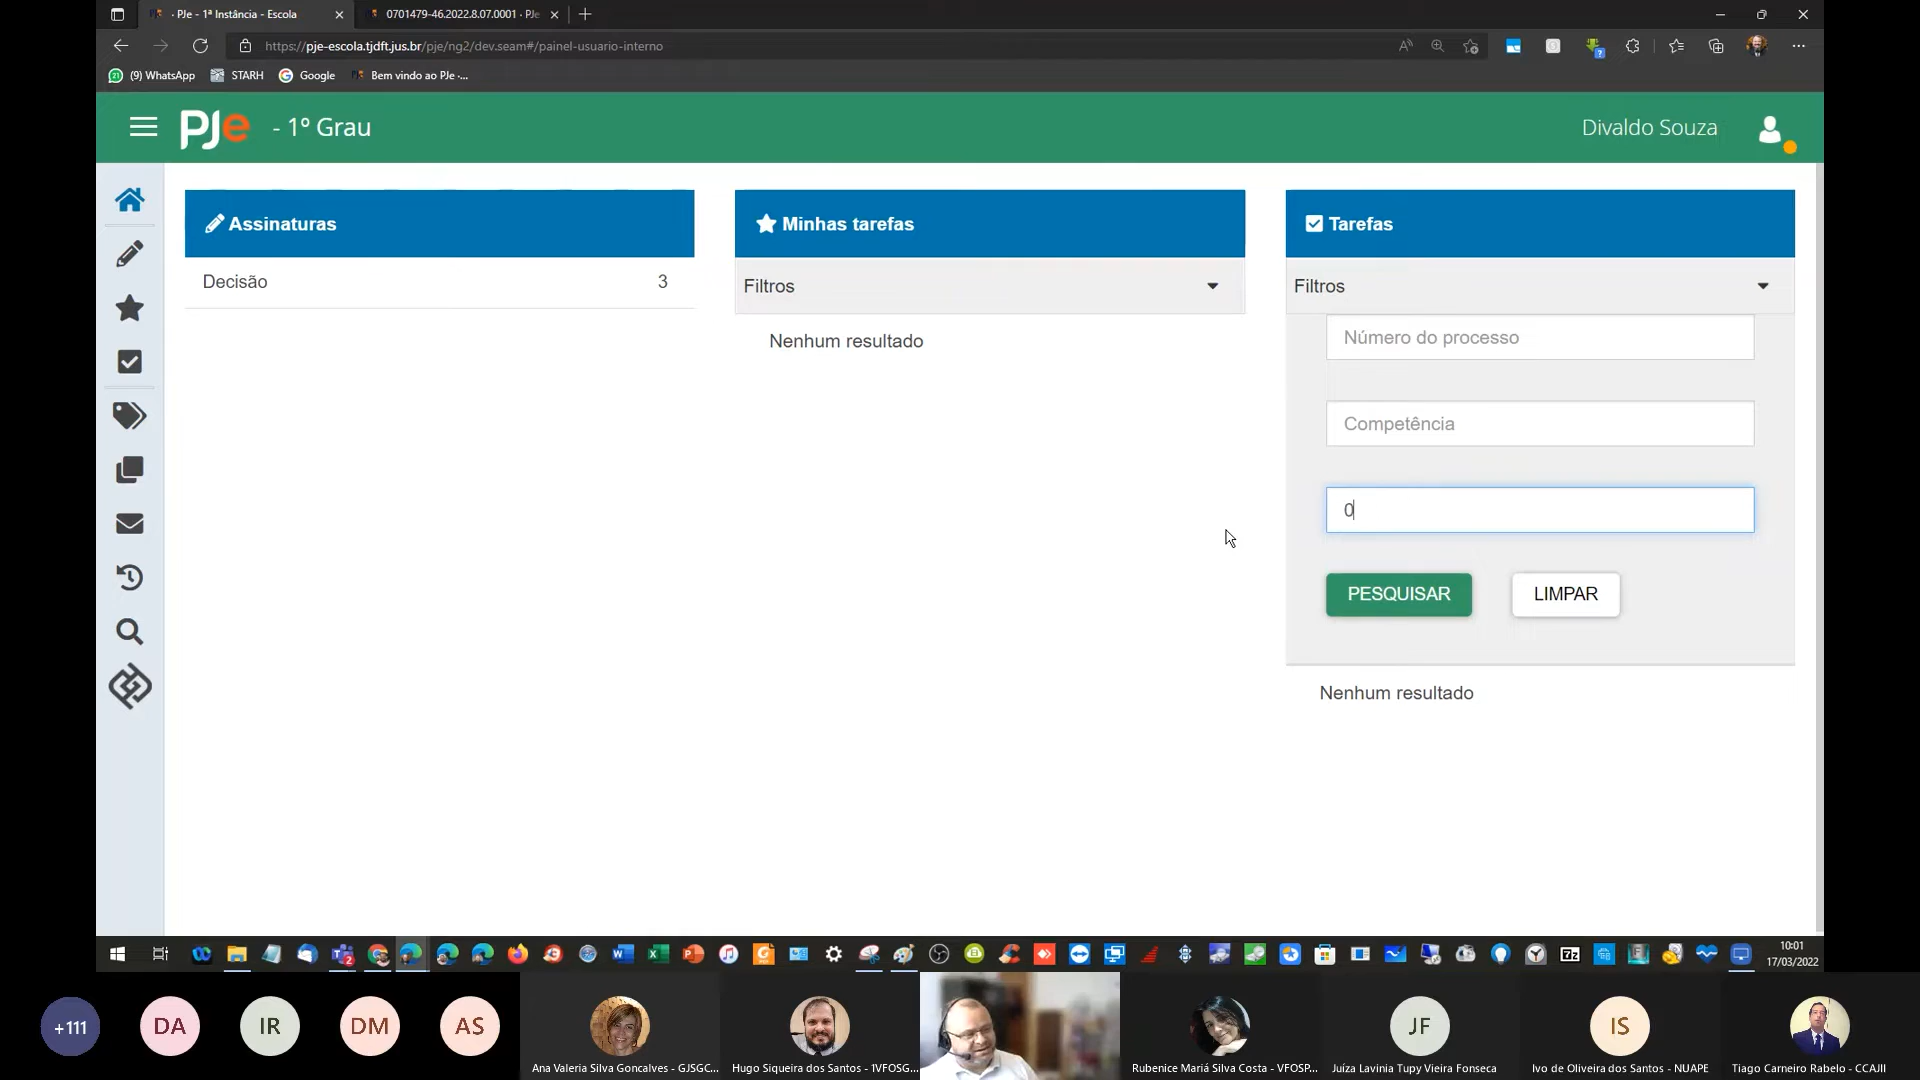 · PJe - 1ª Instância - Escola
0701479-46.2022.8.07.0001 · PJe
https://pje-escola.tjdft.jus.br/pje/ng2/dev.seam#/painel-usuario-interno
(9) WhatsApp
STARH
Google
Bem vindo ao PJe ·...
PJe - 1º Grau
Divaldo Souza
Assinaturas
Decisão 3
Minhas tarefas
Filtros
Nenhum resultado
Tarefas
Filtros
Número do processo
Competência
0
PESQUISAR
LIMPAR
Nenhum resultado
10:01
17/03/2022
+111
DA
IR
DM
AS
Ana Valeria Silva Goncalves - GJSGC...
Hugo Siqueira dos Santos - 1VFOSG...
Rubenice Mariá Silva Costa - VFOSP...
JF
Juíza Lavinia Tupy Vieira Fonseca
IS
Ivo de Oliveira dos Santos - NUAPE
Tiago Carneiro Rabelo - CCAJII